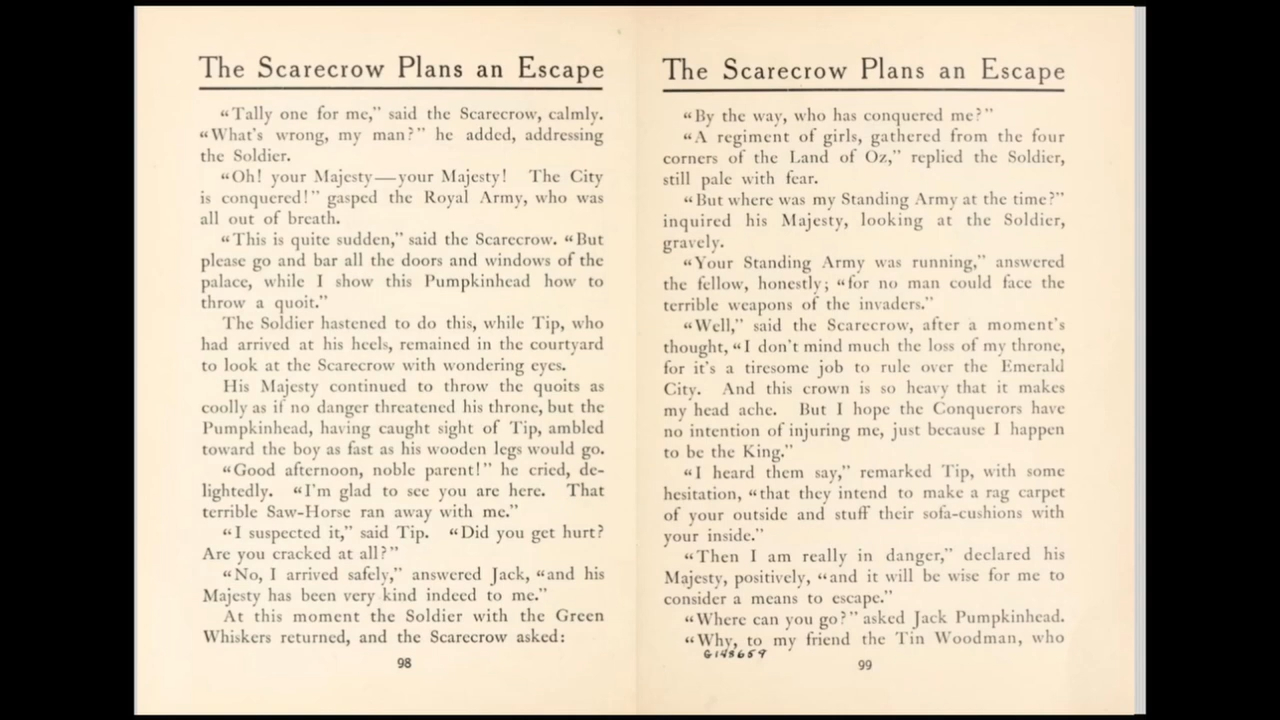 The Scarecrow Plans an Escape
“Tally one for me,” said the Scarecrow, calmly.
“What's wrong, my man?” he added, addressing
the Soldier.
“Oh! your Majesty—your Majesty! The City
is conquered!” gasped the Royal Army, who was
all out of breath.
“This is quite sudden,” said the Scarecrow. “But
please go and bar all the doors and windows of the
palace, while I show this Pumpkinhead how to
throw a quoit.”
The Soldier hastened to do this, while Tip, who
had arrived at his heels, remained in the courtyard
to look at the Scarecrow with wondering eyes.
His Majesty continued to throw the quoits as
coolly as if no danger threatened his throne, but the
Pumpkinhead, having caught sight of Tip, ambled
toward the boy as fast as his wooden legs would go.
“Good afternoon, noble parent!” he cried, de-
lightedly. “I'm glad to see you are here. That
terrible Saw-Horse ran away with me.”
“I suspected it,” said Tip. “Did you get hurt?
Are you cracked at all?”
“No, I arrived safely,” answered Jack, “and his
Majesty has been very kind indeed to me.”
At this moment the Soldier with the Green
Whiskers returned, and the Scarecrow asked:
98
The Scarecrow Plans an Escape
“By the way, who has conquered me?”
“A regiment of girls, gathered from the four
corners of the Land of Oz,” replied the Soldier,
still pale with fear.
“But where was my Standing Army at the time?”
inquired his Majesty, looking at the Soldier,
gravely.
“Your Standing Army was running,” answered
the fellow, honestly; “for no man could face the
terrible weapons of the invaders.”
“Well,” said the Scarecrow, after a moment's
thought, “I don't mind much the loss of my throne,
for it's a tiresome job to rule over the Emerald
City. And this crown is so heavy that it makes
my head ache. But I hope the Conquerors have
no intention of injuring me, just because I happen
to be the King.”
“I heard them say,” remarked Tip, with some
hesitation, “that they intend to make a rag carpet
of your outside and stuff their sofa-cushions with
your inside.”
“Then I am really in danger,” declared his
Majesty, positively, “and it will be wise for me to
consider a means to escape.”
“Where can you go?” asked Jack Pumpkinhead.
“Why, to my friend the Tin Woodman, who
G148659
99